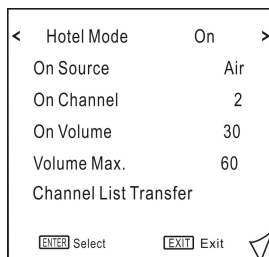 < Hotel Mode On >
On Source Air
On Channel 2
On Volume 30
Volume Max. 60
Channel List Transfer
ENTER Select EXIT Exit